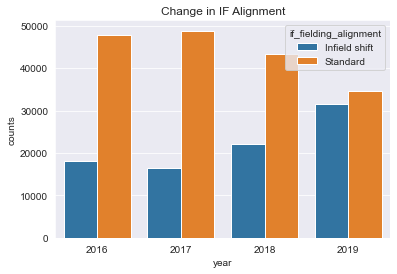 Change in IF Alignment
if_fielding_alignment
Infield shift
Standard
50000
40000
30000
20000
10000
0
counts
2016 2017 2018 2019
year